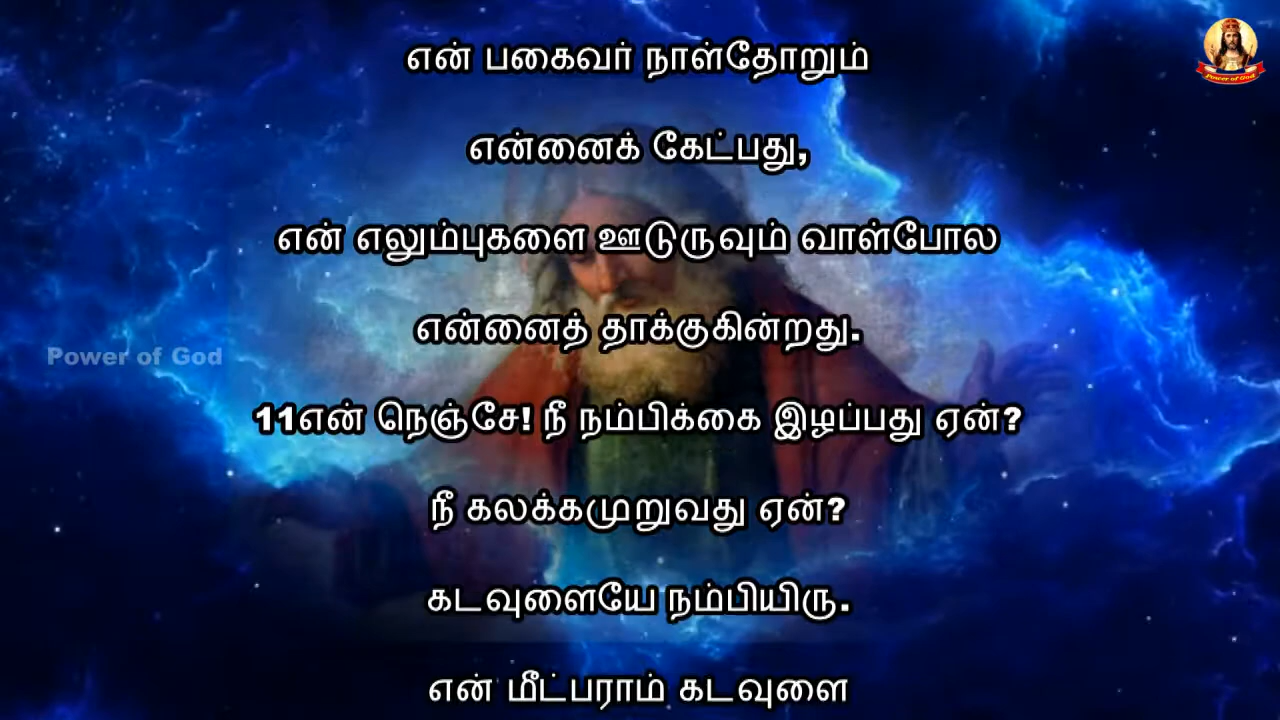 என் பகைவர் நாள்தோறும்
என்னைக் கேட்பது,
என் எலும்புகளை ஊடுருவும் வாள்போல
என்னைத் தாக்குகின்றது.
Power of God
11என் நெஞ்சே! நீ நம்பிக்கை இழப்பது ஏன்?
நீ கலக்கமுறுவது ஏன்?
கடவுளையே நம்பியிரு.
என் மீட்பராம் கடவுளை
Power of God